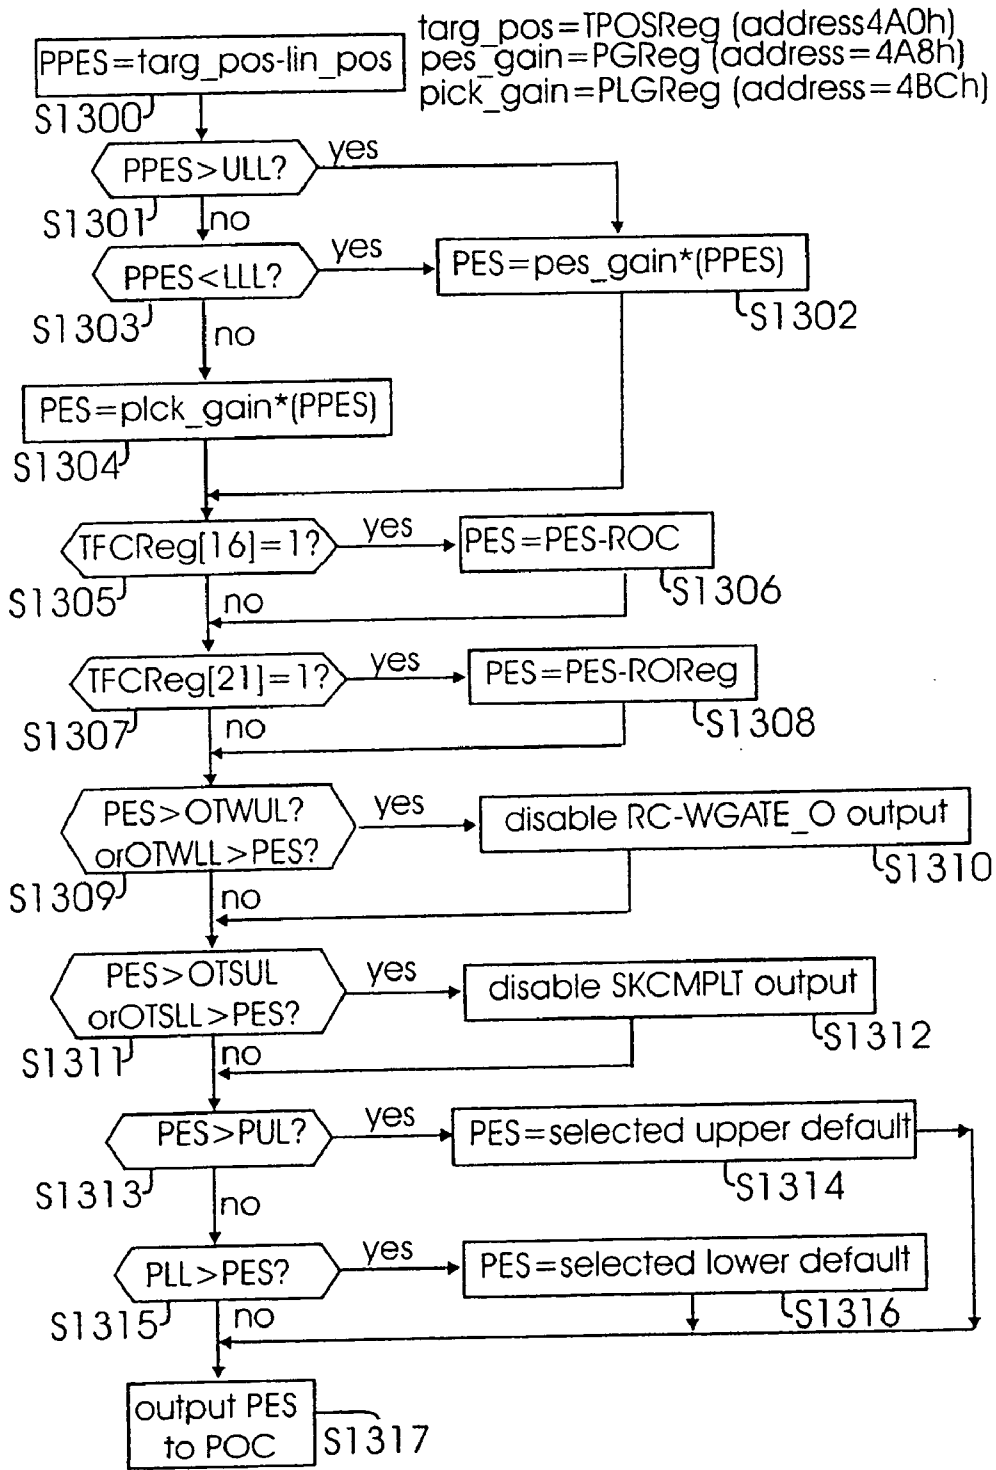 targ_pos=TPOSReg (address4A0h)
pes_gain=PGReg (address=4A8h)
pick_gain=PLGReg (address=4BCh)
PPES=targ_pos-lin_pos
S1300
PPES>ULL?
yes
S1301
no
PPES<LLL?
yes
PES=pes_gain*(PPES)
S1303
no
S1302
PES=plck_gain*(PPES)
S1304
TFCReg[16]=1?
yes
PES=PES-ROC
S1305
no
S1306
TFCReg[21]=1?
yes
PES=PES-ROReg
S1307
no
S1308
PES>OTWUL?
orOTWLL>PES?
yes
disable RC-WGATE_O output
S1309
no
S1310
PES>OTSUL
orOTSLL>PES?
yes
disable SKCMPLT output
S1311
no
S1312
PES>PUL?
yes
PES=selected upper default
S1313
no
S1314
PLL>PES?
yes
PES=selected lower default
S1315
no
S1316
output PES
to POC
S1317